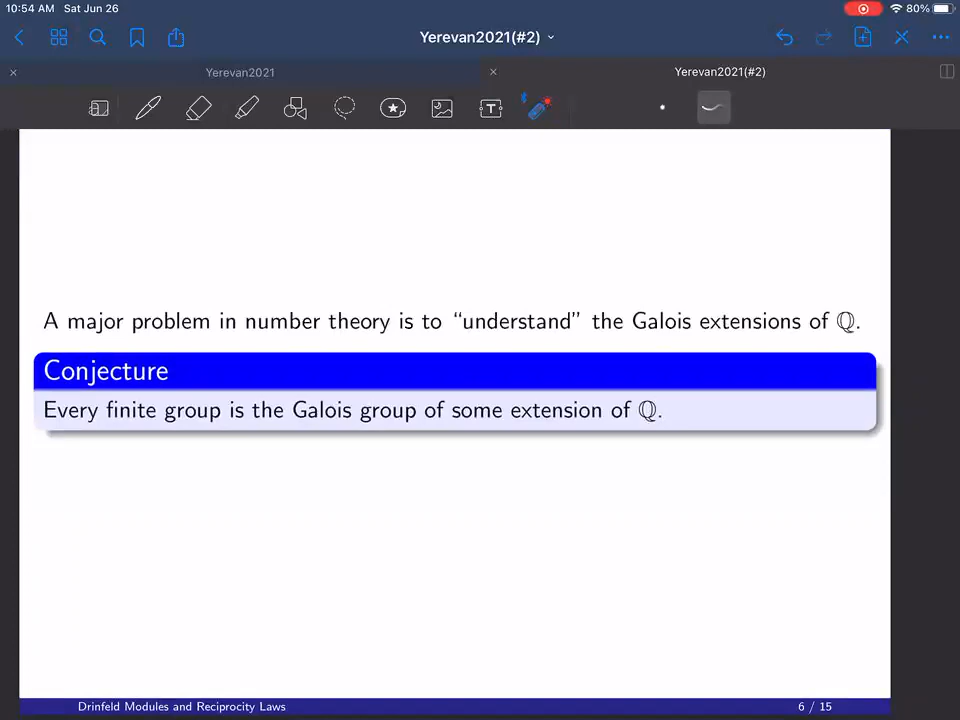 10:54 AM Sat Jun 26
80%
Yerevan2021(#2)
Yerevan2021
Yerevan2021(#2)
T
A major problem in number theory is to “understand” the Galois extensions of ℚ.
Conjecture
Every finite group is the Galois group of some extension of ℚ.
Drinfeld Modules and Reciprocity Laws
6 / 15